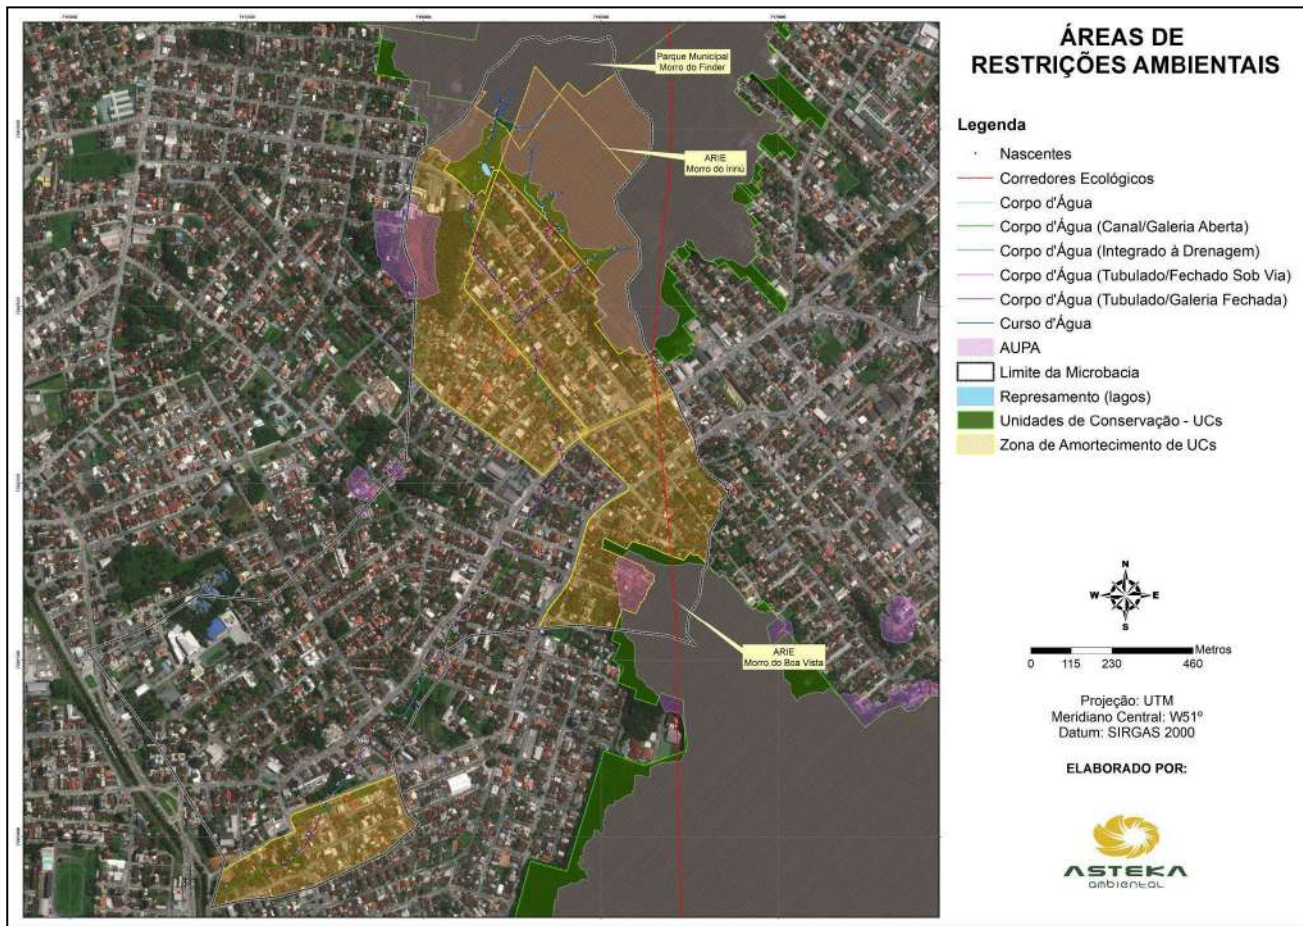 ÁREAS DE
RESTRIÇÕES AMBIENTAIS
Legenda
Nascentes
Corredores Ecológicos
Corpo d'Água
Corpo d'Água (Canal/Galeria Aberta)
Corpo d'Água (Integrado à Drenagem)
Corpo d'Água (Tubulado/Fechado Sob Via)
Corpo d'Água (Tubulado/Galeria Fechada)
Curso d'Água
AUPA
Limite da Microbacia
Represamento (lagos)
Unidades de Conservação - UCs
Zona de Amortecimento de UCs
Parque Municipal
Morro do Finder
ARIE
Morro do Iririú
ARIE
Morro do Boa Vista
N
W E
S
Metros
0 115 230 460
Projeção: UTM
Meridiano Central: W51º
Datum: SIRGAS 2000
ELABORADO POR:
ASTEKA
ambiental